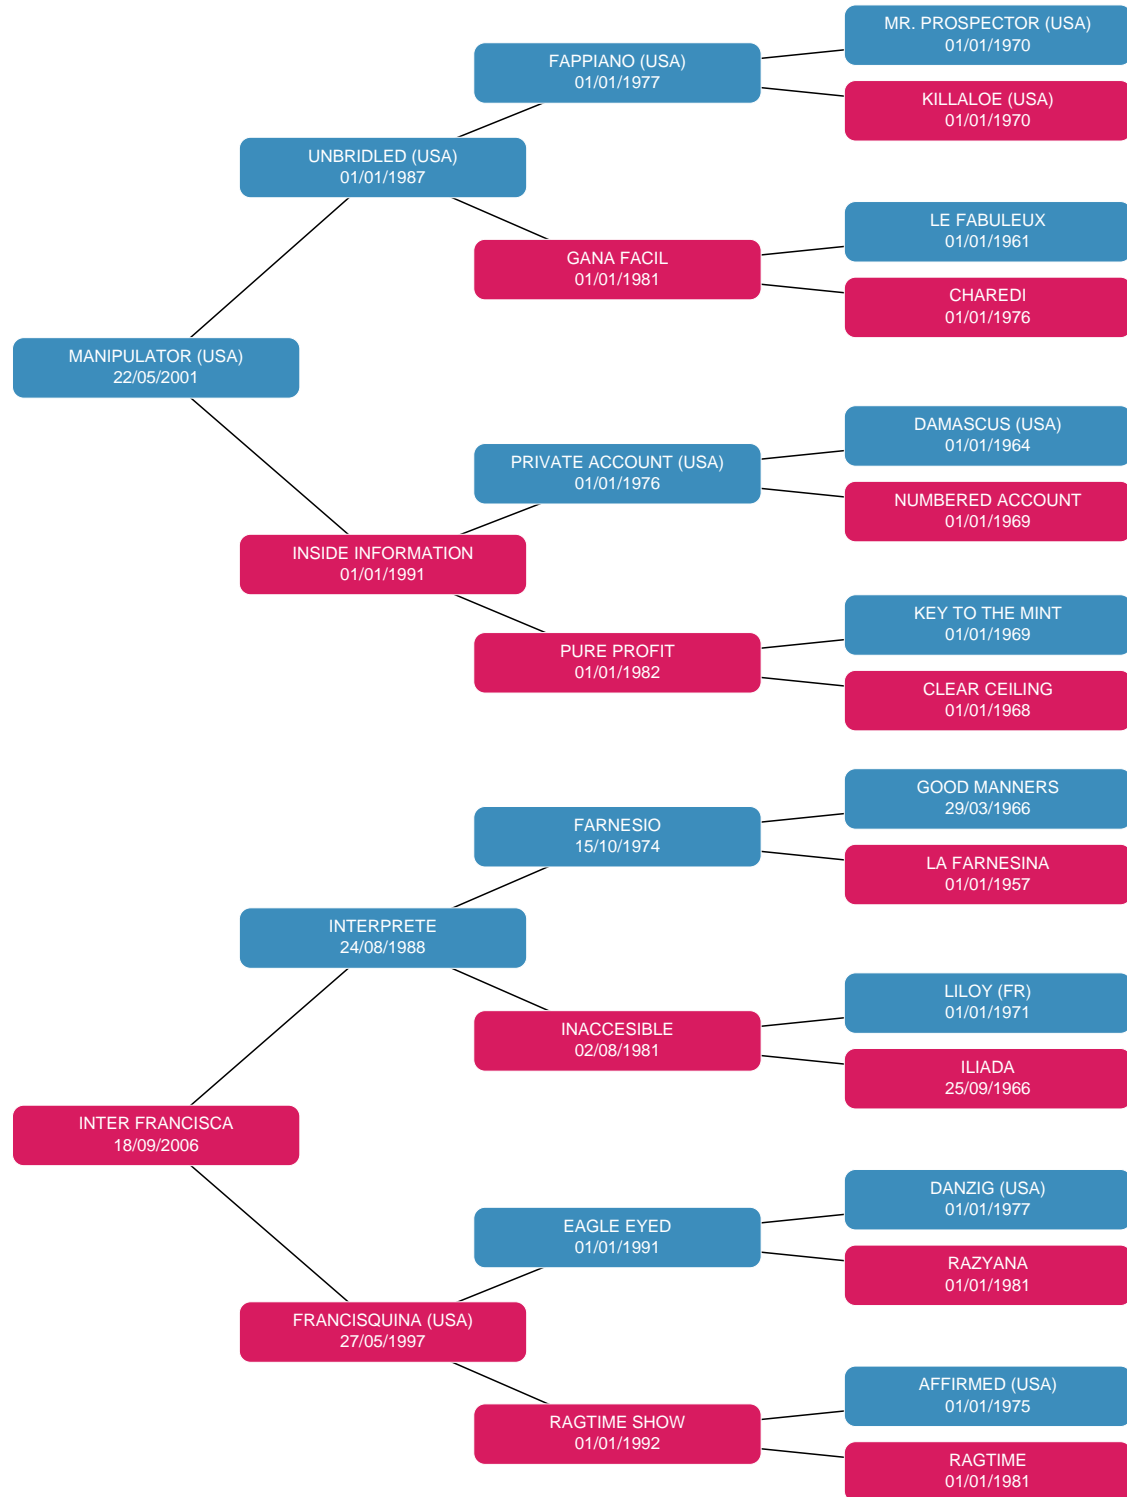 MR. PROSPECTOR (USA)
01/01/1970
FAPPIANO (USA)
01/01/1977
KILLALOE (USA)
01/01/1970
UNBRIDLED (USA)
01/01/1987
LE FABULEUX
01/01/1961
GANA FACIL
01/01/1981
CHAREDI
01/01/1976
MANIPULATOR (USA)
22/05/2001
DAMASCUS (USA)
01/01/1964
PRIVATE ACCOUNT (USA)
01/01/1976
NUMBERED ACCOUNT
01/01/1969
INSIDE INFORMATION
01/01/1991
KEY TO THE MINT
01/01/1969
PURE PROFIT
01/01/1982
CLEAR CEILING
01/01/1968
GOOD MANNERS
29/03/1966
FARNESIO
15/10/1974
LA FARNESINA
01/01/1957
INTERPRETE
24/08/1988
LILOY (FR)
01/01/1971
INACCESIBLE
02/08/1981
ILIADA
25/09/1966
INTER FRANCISCA
18/09/2006
DANZIG (USA)
01/01/1977
EAGLE EYED
01/01/1991
RAZYANA
01/01/1981
FRANCISQUINA (USA)
27/05/1997
AFFIRMED (USA)
01/01/1975
RAGTIME SHOW
01/01/1992
RAGTIME
01/01/1981